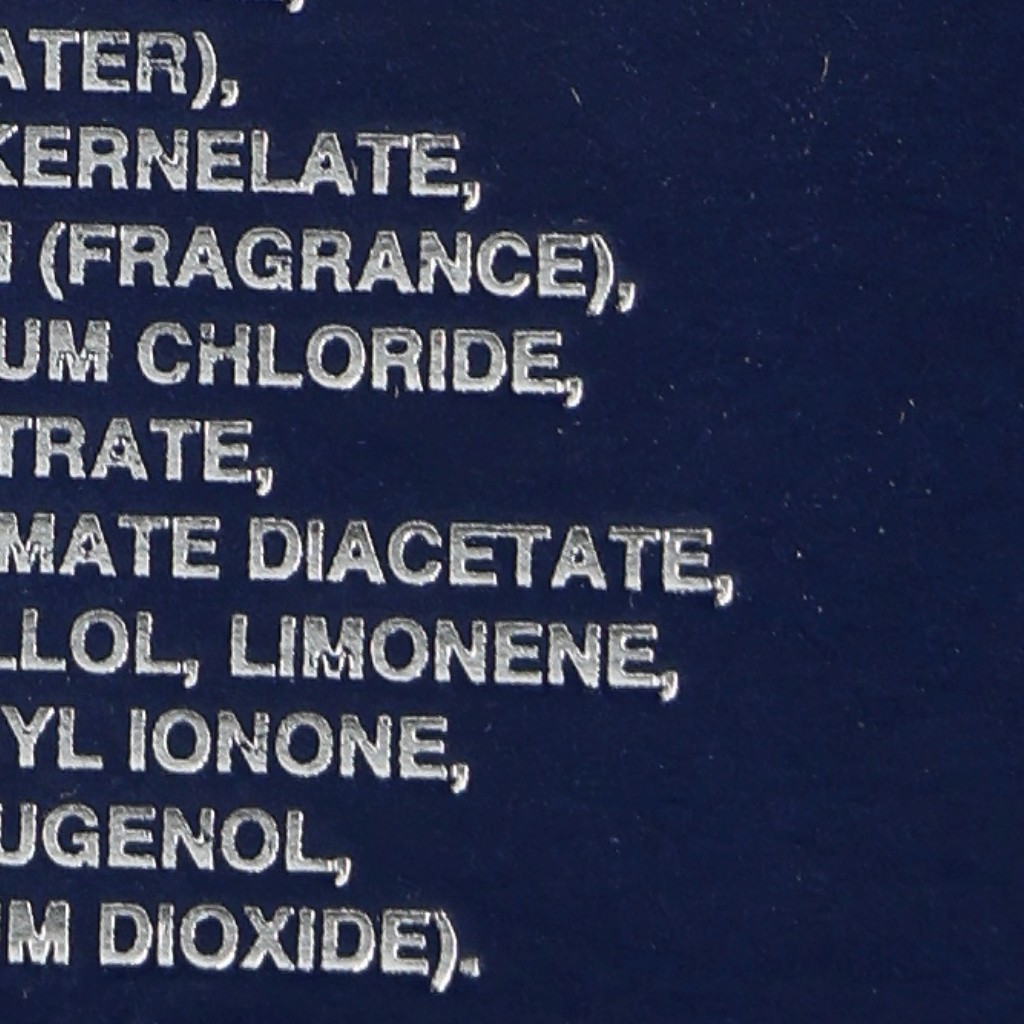 ATER),
KERNELATE,
(FRAGRANCE),
UM CHLORIDE,
TRATE,
MATE DIACETATE,
LLOL, LIMONENE,
YL IONONE,
UGENOL,
M DIOXIDE).